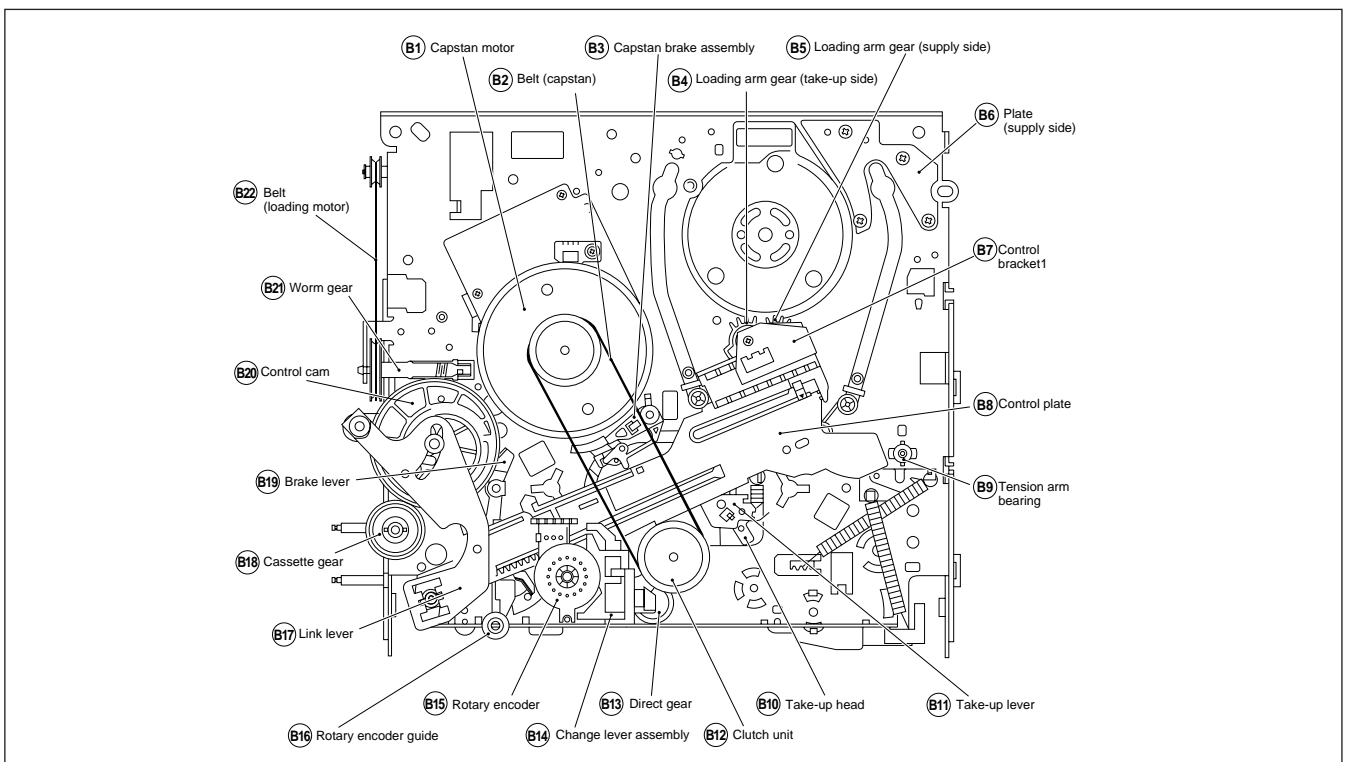 B1 Capstan motor
B3 Capstan brake assembly
B5 Loading arm gear (supply side)
B2 Belt (capstan)
B4 Loading arm gear (take-up side)
B6 Plate
(supply side)
B22 Belt
(loading motor)
B7 Control
bracket1
B21 Worm gear
B20 Control cam
B8 Control plate
B19 Brake lever
B9 Tension arm
bearing
B18 Cassette gear
B17 Link lever
B15 Rotary encoder
B13 Direct gear
B10 Take-up head
B11 Take-up lever
B16 Rotary encoder guide
B14 Change lever assembly
B12 Clutch unit